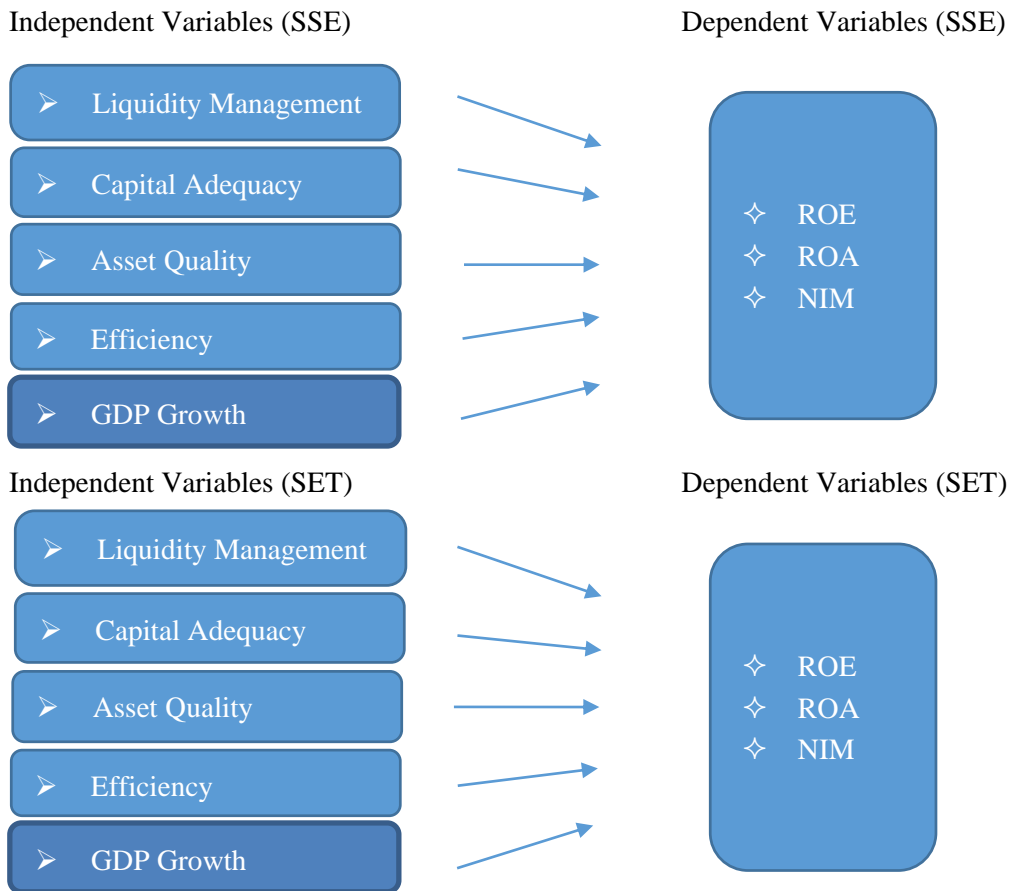 Independent Variables (SSE)
Dependent Variables (SSE)
➢ Liquidity Management
➢ Capital Adequacy
➢ Asset Quality
➢ Efficiency
➢ GDP Growth
✧ ROE
✧ ROA
✧ NIM
Independent Variables (SET)
Dependent Variables (SET)
➢ Liquidity Management
➢ Capital Adequacy
➢ Asset Quality
➢ Efficiency
➢ GDP Growth
✧ ROE
✧ ROA
✧ NIM